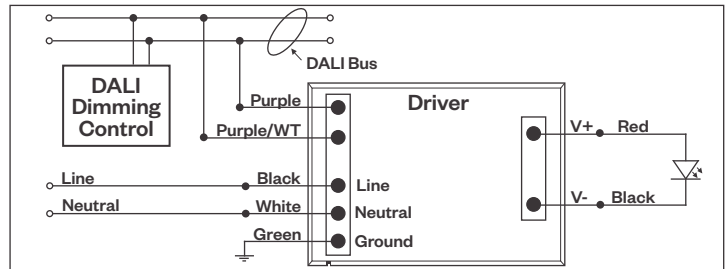 DALI Bus
DALI
Dimming
Control
Driver
Purple
Purple/WT
V+ Red
Line Black Line
V- Black
Neutral White Neutral
Green Ground